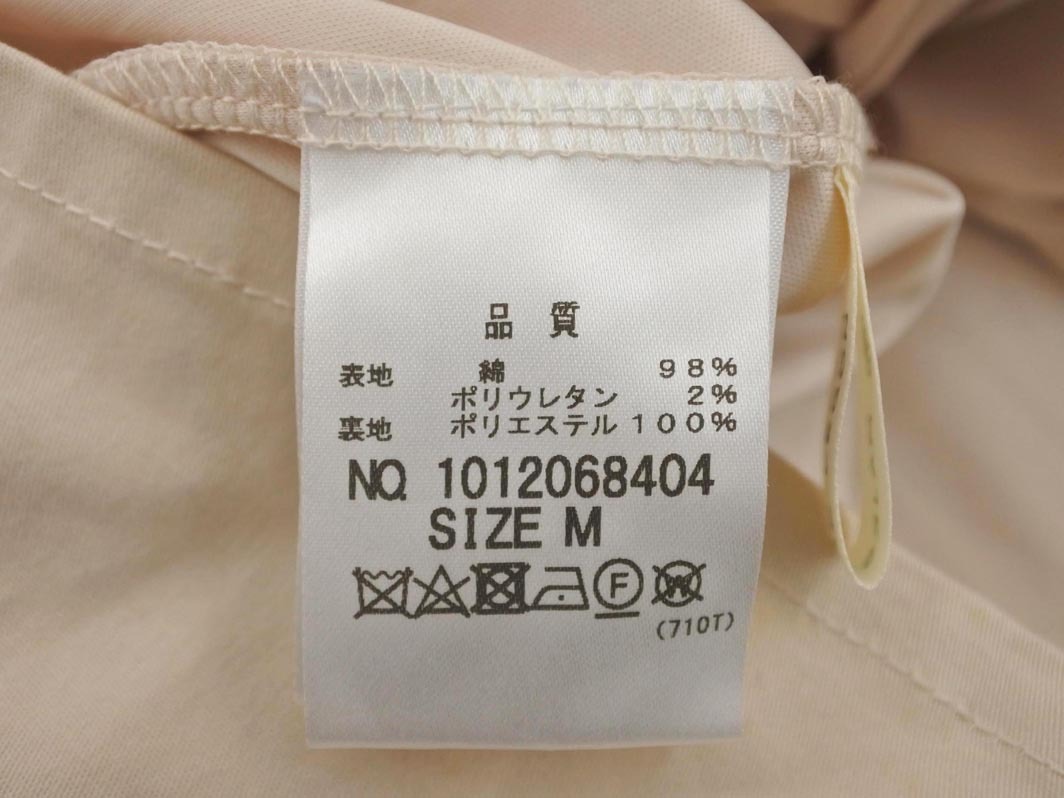 品質
表地 綿 98%
ポリウレタン 2%
裏地 ポリエステル 100%
NO. 1012068404
SIZE M
F W
(710T)